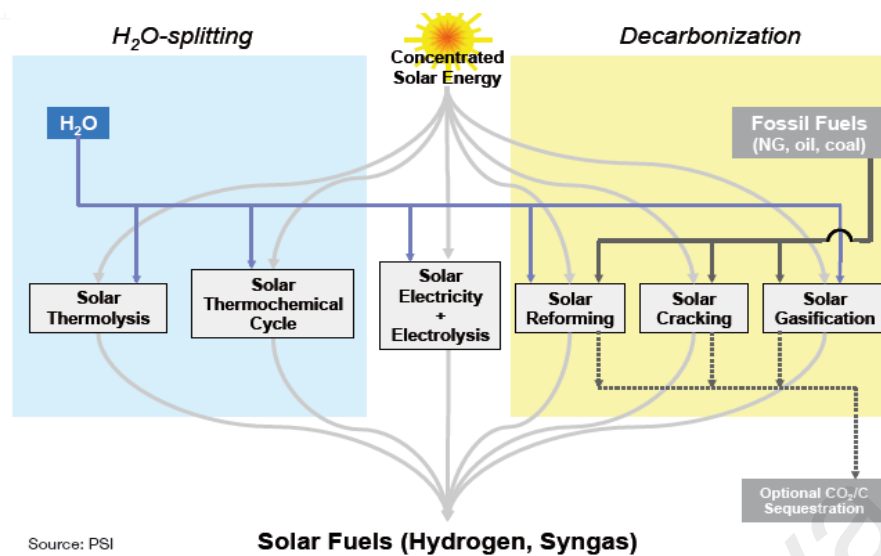 H₂O-splitting
Concentrated
Solar Energy
Decarbonization
H₂O
Fossil Fuels
(NG, oil, coal)
Solar
Thermolysis
Solar
Thermochemical
Cycle
Solar
Electricity
+
Electrolysis
Solar
Reforming
Solar
Cracking
Solar
Gasification
Optional CO₂/C
Sequestration
Source: PSI
Solar Fuels (Hydrogen, Syngas)